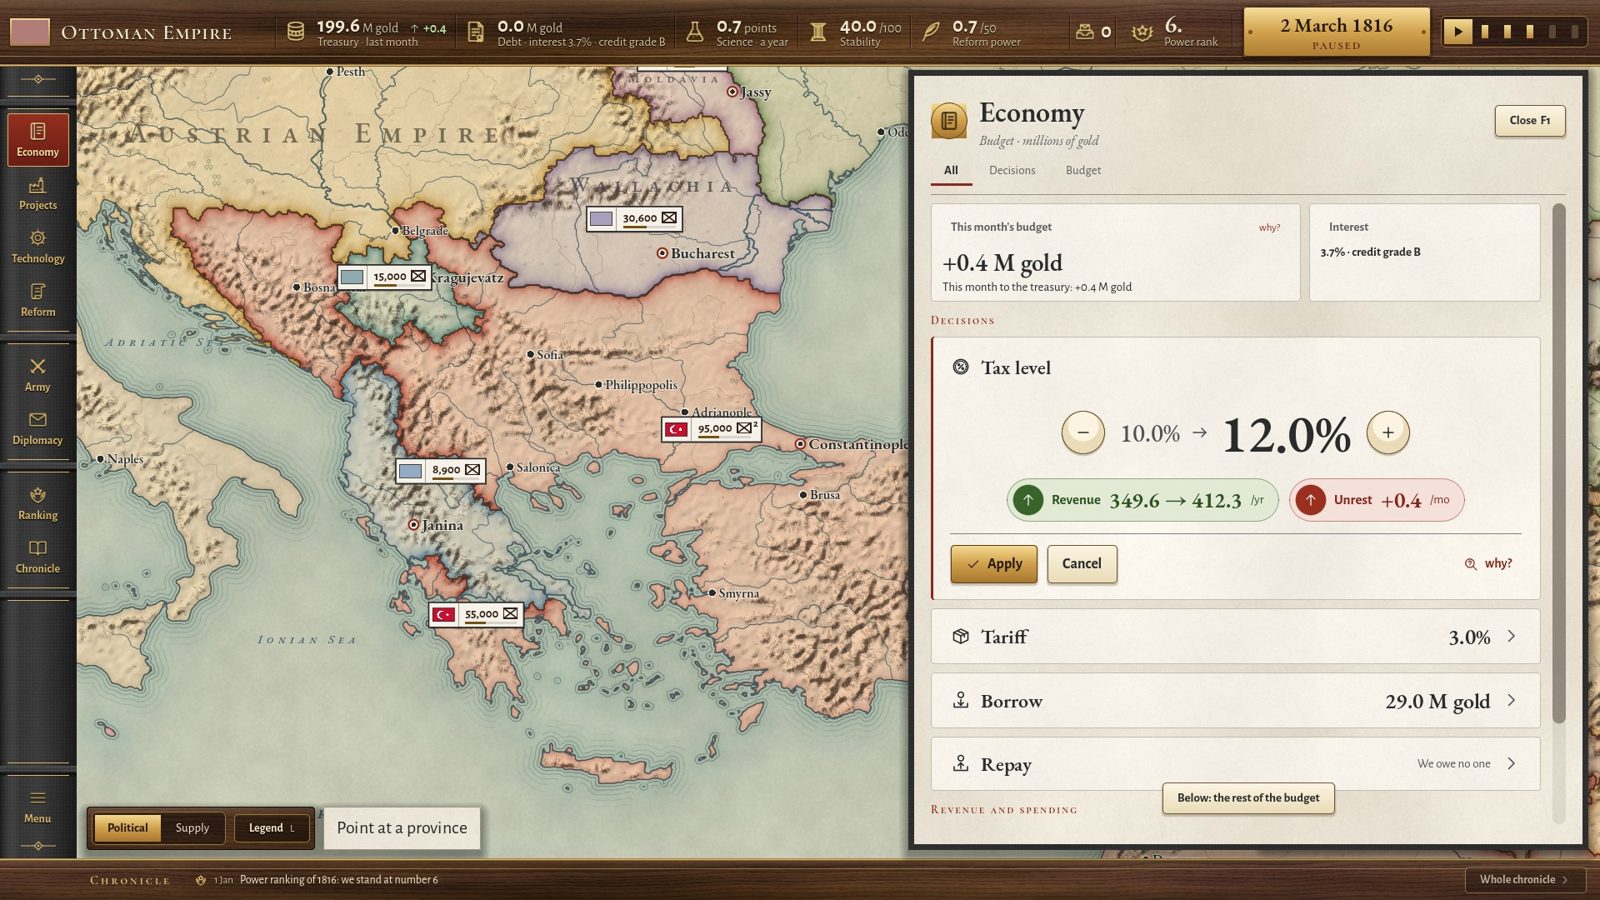 OTTOMAN EMPIRE
199.6 M gold ↑ +0.4
Treasury · last month
0.0 M gold
Debt · interest 3.7% · credit grade B
0.7 points
Science · a year
40.0 /100
Stability
0.7 /50
Reform power
0
6.
Power rank
2 March 1816
PAUSED
Economy
Projects
Technology
Reform
Army
Diplomacy
Ranking
Chronicle
Menu
Pesth
MOLDAVIA
Jassy
AUSTRIAN EMPIRE
WALLACHIA
30,600
Belgrade
Bucharest
15,000
Kragujevatz
Bosna
ADRIATIC SEA
Sofia
Philippopolis
Adrianople
95,000 2
Constantinople
Naples
8,900
Salonica
Brusa
Janina
Smyrna
55,000
IONIAN SEA
Political
Supply
Legend L
Point at a province
Economy
Budget · millions of gold
Close F1
All
Decisions
Budget
This month's budget
why?
+0.4 M gold
This month to the treasury: +0.4 M gold
Interest
3.7% · credit grade B
DECISIONS
Tax level
− 10.0% → 12.0% +
↑ Revenue 349.6 → 412.3 /yr
↑ Unrest +0.4 /mo
Apply
Cancel
why?
Tariff
3.0%
Borrow
29.0 M gold
Repay
We owe no one
Below: the rest of the budget
REVENUE AND SPENDING
CHRONICLE
1 Jan Power ranking of 1816: we stand at number 6
Whole chronicle